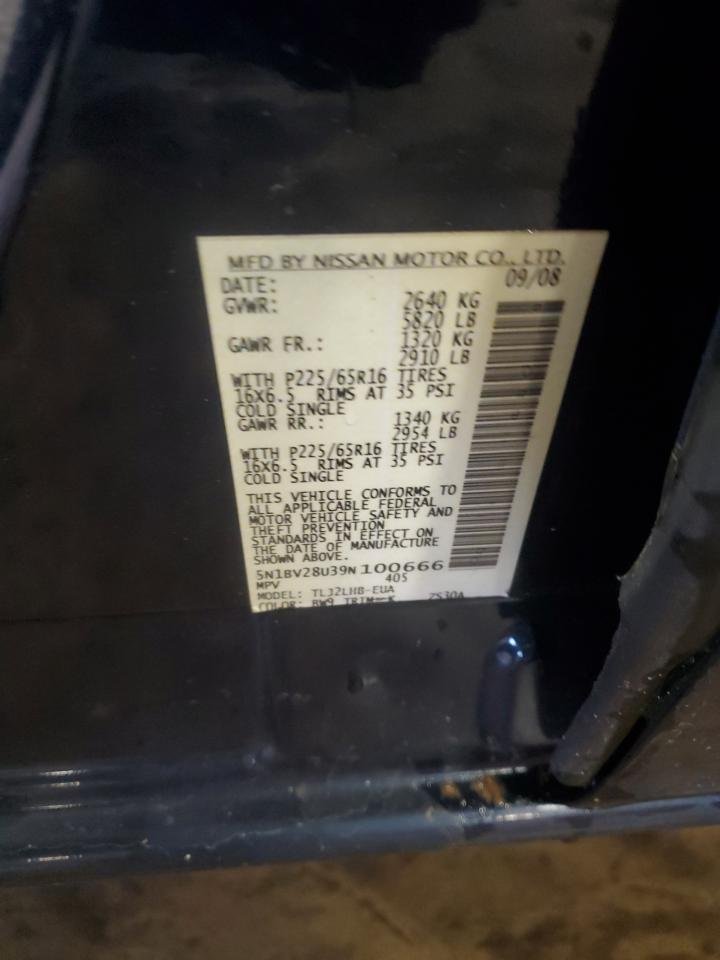 MFD BY NISSAN MOTOR CO., LTD.
DATE: 09/08
GVWR: 2640 KG
5820 LB
GAWR FR.: 1320 KG
2910 LB
WITH P225/65R16 TIRES
16X6.5 RIMS AT 35 PSI
COLD SINGLE
GAWR RR.: 1340 KG
2954 LB
WITH P225/65R16 TIRES
16X6.5 RIMS AT 35 PSI
COLD SINGLE
THIS VEHICLE CONFORMS TO
ALL APPLICABLE FEDERAL
MOTOR VEHICLE SAFETY AND
THEFT PREVENTION
STANDARDS IN EFFECT ON
THE DATE OF MANUFACTURE
SHOWN ABOVE.
5N1BV28U39N100666
MPV 405
MODEL: TLJ2LHB-EUA
COLOR: BW9 TRIM-K ZS30A